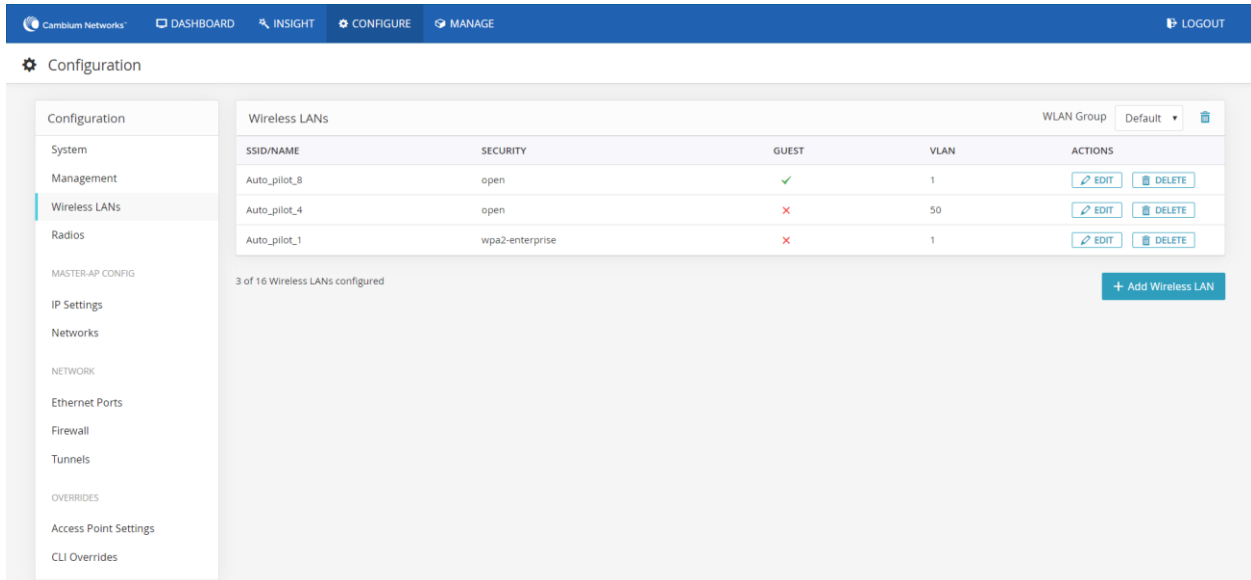 Cambium Networks™ DASHBOARD INSIGHT CONFIGURE MANAGE LOGOUT
Configuration
Configuration
System
Management
Wireless LANs
Radios
MASTER-AP CONFIG
IP Settings
Networks
NETWORK
Ethernet Ports
Firewall
Tunnels
OVERRIDES
Access Point Settings
CLI Overrides
Wireless LANs WLAN Group Default
SSID/NAME SECURITY GUEST VLAN ACTIONS
Auto_pilot_8 open ✓ 1 EDIT DELETE
Auto_pilot_4 open ✕ 50 EDIT DELETE
Auto_pilot_1 wpa2-enterprise ✕ 1 EDIT DELETE
3 of 16 Wireless LANs configured
+ Add Wireless LAN